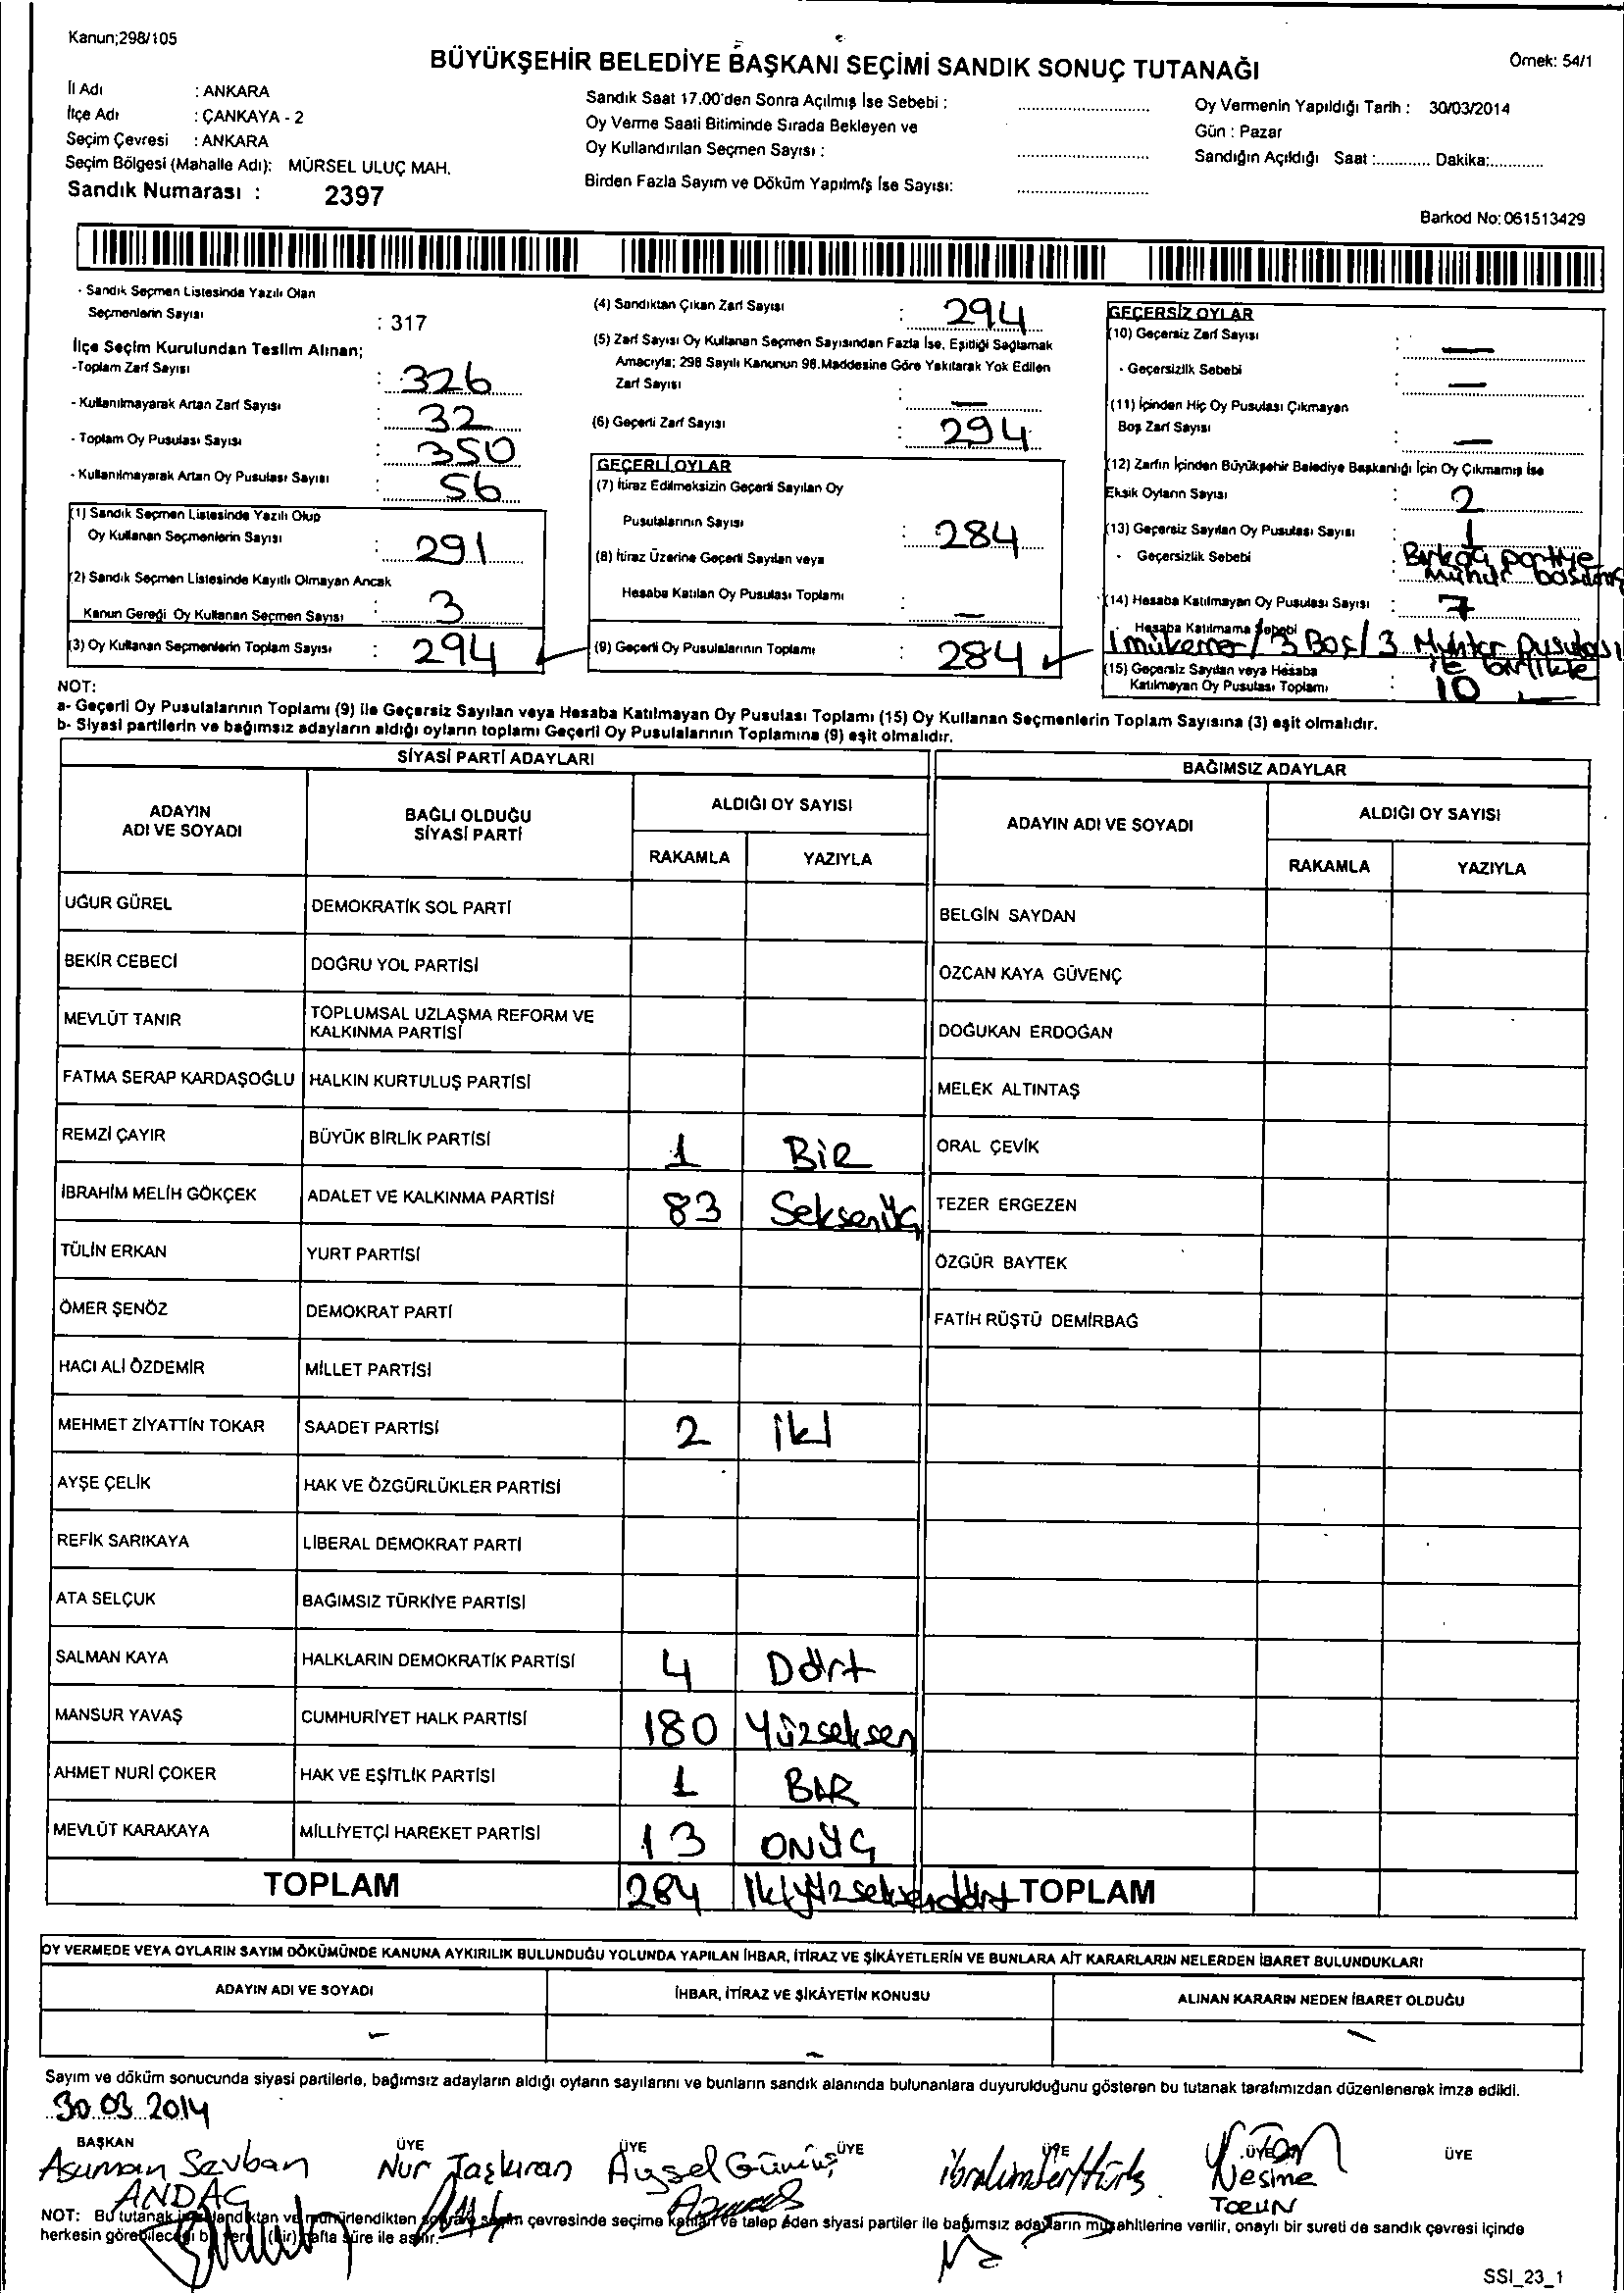 Kanun;298/105
BÜYÜKŞEHİR BELEDİYE BAŞKANI SEÇİMİ SANDIK SONUÇ TUTANAĞI
Örnek: 54/1
İl Adı : ANKARA
İlçe Adı : ÇANKAYA - 2
Seçim Çevresi : ANKARA
Seçim Bölgesi (Mahalle Adı): MÜRSEL ULUÇ MAH.
Sandık Numarası : 2397
Sandık Saat 17.00'den Sonra Açılmış İse Sebebi :
Oy Verme Saati Bitiminde Sırada Bekleyen ve
Oy Kullandırılan Seçmen Sayısı :
Birden Fazla Sayım ve Döküm Yapılmış İse Sayısı:
Oy Vermenin Yapıldığı Tarih : 30/03/2014
Gün : Pazar
Sandığın Açıldığı Saat :............ Dakika:............
Barkod No: 061513429
- Sandık Seçmen Listesinde Yazılı Olan
Seçmenlerin Sayısı : 317
İlçe Seçim Kurulundan Teslim Alınan;
-Toplam Zarf Sayısı : 326
- Kullanılmayarak Artan Zarf Sayısı : 32
- Toplam Oy Pusulası Sayısı : 350
- Kullanılmayarak Artan Oy Pusulası Sayısı : 56
(1) Sandık Seçmen Listesinde Yazılı Olup
Oy Kullanan Seçmenlerin Sayısı : 291
(2) Sandık Seçmen Listesinde Kayıtlı Olmayan Ancak
Kanun Gereği Oy Kullanan Seçmen Sayısı : 3
(3) Oy Kullanan Seçmenlerin Toplam Sayısı : 294
(4) Sandıktan Çıkan Zarf Sayısı : 294
(5) Zarf Sayısı Oy Kullanan Seçmen Sayısından Fazla İse, Eşitliği Sağlamak
Amacıyla; 298 Sayılı Kanunun 98.Maddesine Göre Yakılarak Yok Edilen
Zarf Sayısı : —
(6) Geçerli Zarf Sayısı : 294
GEÇERLİ OYLAR
(7) İtiraz Edilmeksizin Geçerli Sayılan Oy
Pusulalarının Sayısı : 284
(8) İtiraz Üzerine Geçerli Sayılan veya
Hesaba Katılan Oy Pusulası Toplamı : —
(9) Geçerli Oy Pusulalarının Toplamı : 284
GEÇERSİZ OYLAR
(10) Geçersiz Zarf Sayısı : —
- Geçersizlik Sebebi : —
(11) İçinden Hiç Oy Pusulası Çıkmayan
Boş Zarf Sayısı : —
(12) Zarfın İçinden Büyükşehir Belediye Başkanlığı İçin Oy Çıkmamış İse
Eksik Oyların Sayısı : 2
(13) Geçersiz Sayılan Oy Pusulası Sayısı : 1
- Geçersizlik Sebebi : Birkaç partiye
mühür basılmış
(14) Hesaba Katılmayan Oy Pusulası Sayısı : 7
- Hesaba Katılmama Sebebi
1 mükerrer / 3 Boş / 3 Muhtar Pusulası
ile birlikte
(15) Geçersiz Sayılan veya Hesaba
Katılmayan Oy Pusulası Toplamı : 10
NOT:
a- Geçerli Oy Pusulalarının Toplamı (9) ile Geçersiz Sayılan veya Hesaba Katılmayan Oy Pusulası Toplamı (15) Oy Kullanan Seçmenlerin Toplam Sayısına (3) eşit olmalıdır.
b- Siyasi partilerin ve bağımsız adayların aldığı oyların toplamı Geçerli Oy Pusulalarının Toplamına (9) eşit olmalıdır.
SİYASİ PARTİ ADAYLARI
BAĞIMSIZ ADAYLAR
ADAYIN ADI VE SOYADI
BAĞLI OLDUĞU SİYASİ PARTİ
ALDIĞI OY SAYISI
RAKAMLA YAZIYLA
ADAYIN ADI VE SOYADI
ALDIĞI OY SAYISI
RAKAMLA YAZIYLA
UĞUR GÜREL DEMOKRATİK SOL PARTİ BELGİN SAYDAN
BEKİR CEBECİ DOĞRU YOL PARTİSİ ÖZCAN KAYA GÜVENÇ
MEVLÜT TANIR TOPLUMSAL UZLAŞMA REFORM VE KALKINMA PARTİSİ DOĞUKAN ERDOĞAN
FATMA SERAP KARDAŞOĞLU HALKIN KURTULUŞ PARTİSİ MELEK ALTINTAŞ
REMZİ ÇAYIR BÜYÜK BİRLİK PARTİSİ 1 BİR ORAL ÇEVİK
İBRAHİM MELİH GÖKÇEK ADALET VE KALKINMA PARTİSİ 83 Seksenüç TEZER ERGEZEN
TÜLİN ERKAN YURT PARTİSİ ÖZGÜR BAYTEK
ÖMER ŞENÖZ DEMOKRAT PARTİ FATİH RÜŞTÜ DEMİRBAĞ
HACI ALİ ÖZDEMİR MİLLET PARTİSİ
MEHMET ZİYATTİN TOKAR SAADET PARTİSİ 2 iki
AYŞE ÇELİK HAK VE ÖZGÜRLÜKLER PARTİSİ
REFİK SARIKAYA LİBERAL DEMOKRAT PARTİ
ATA SELÇUK BAĞIMSIZ TÜRKİYE PARTİSİ
SALMAN KAYA HALKLARIN DEMOKRATİK PARTİSİ 4 Dört
MANSUR YAVAŞ CUMHURİYET HALK PARTİSİ 180 Yüzseksen
AHMET NURİ ÇOKER HAK VE EŞİTLİK PARTİSİ 1 BİR
MEVLÜT KARAKAYA MİLLİYETÇİ HAREKET PARTİSİ 13 ONÜÇ
TOPLAM 284 İkiyüzseksendört TOPLAM
OY VERMEDE VEYA OYLARIN SAYIM DÖKÜMÜNDE KANUNA AYKIRILIK BULUNDUĞU YOLUNDA YAPILAN İHBAR, İTİRAZ VE ŞİKÂYETLERİN VE BUNLARA AİT KARARLARIN NELERDEN İBARET BULUNDUKLARI
ADAYIN ADI VE SOYADI İHBAR, İTİRAZ VE ŞİKÂYETİN KONUSU ALINAN KARARIN NEDEN İBARET OLDUĞU
– – –
Sayım ve döküm sonucunda siyasi partilerle, bağımsız adayların aldığı oyların sayılarını ve bunların sandık alanında bulunanlara duyurulduğunu gösteren bu tutanak tarafımızdan düzenlenerek imza edildi.
30.03.2014
BAŞKAN ÜYE ÜYE ÜYE ÜYE ÜYE ÜYE
Asuman Sevban Nur Taşkıran Aysel Gümüş Nesime
ANDAÇ TORUN
NOT: Bu tutanak çevresinde seçime katılan ve talep eden siyasi partiler ile bağımsız adayların müşahitlerine verilir, onaylı bir sureti de sandık çevresi içinde
herkesin görebileceği bir yere (bir) hafta süre ile asılır.
SSI_23_1